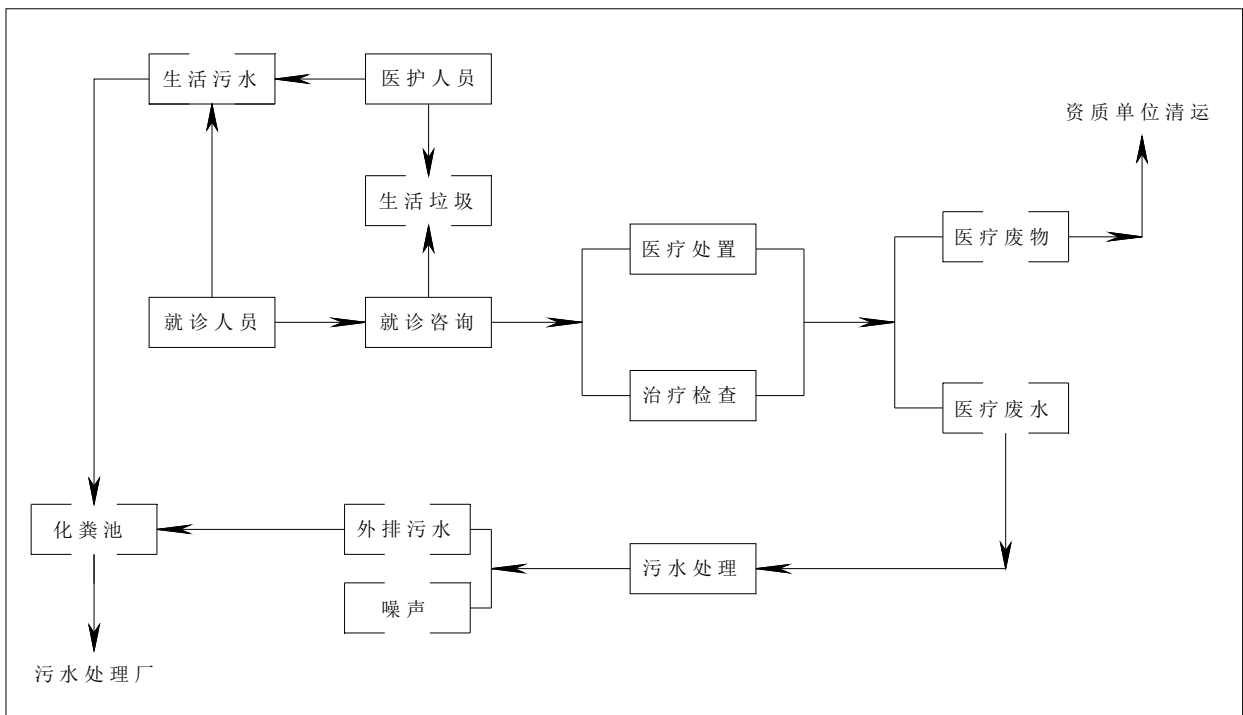 生活污水
医护人员
资质单位清运
生活垃圾
医疗处置
医疗废物
就诊人员
就诊咨询
治疗检查
医疗废水
化粪池
外排污水
污水处理
噪声
污水处理厂